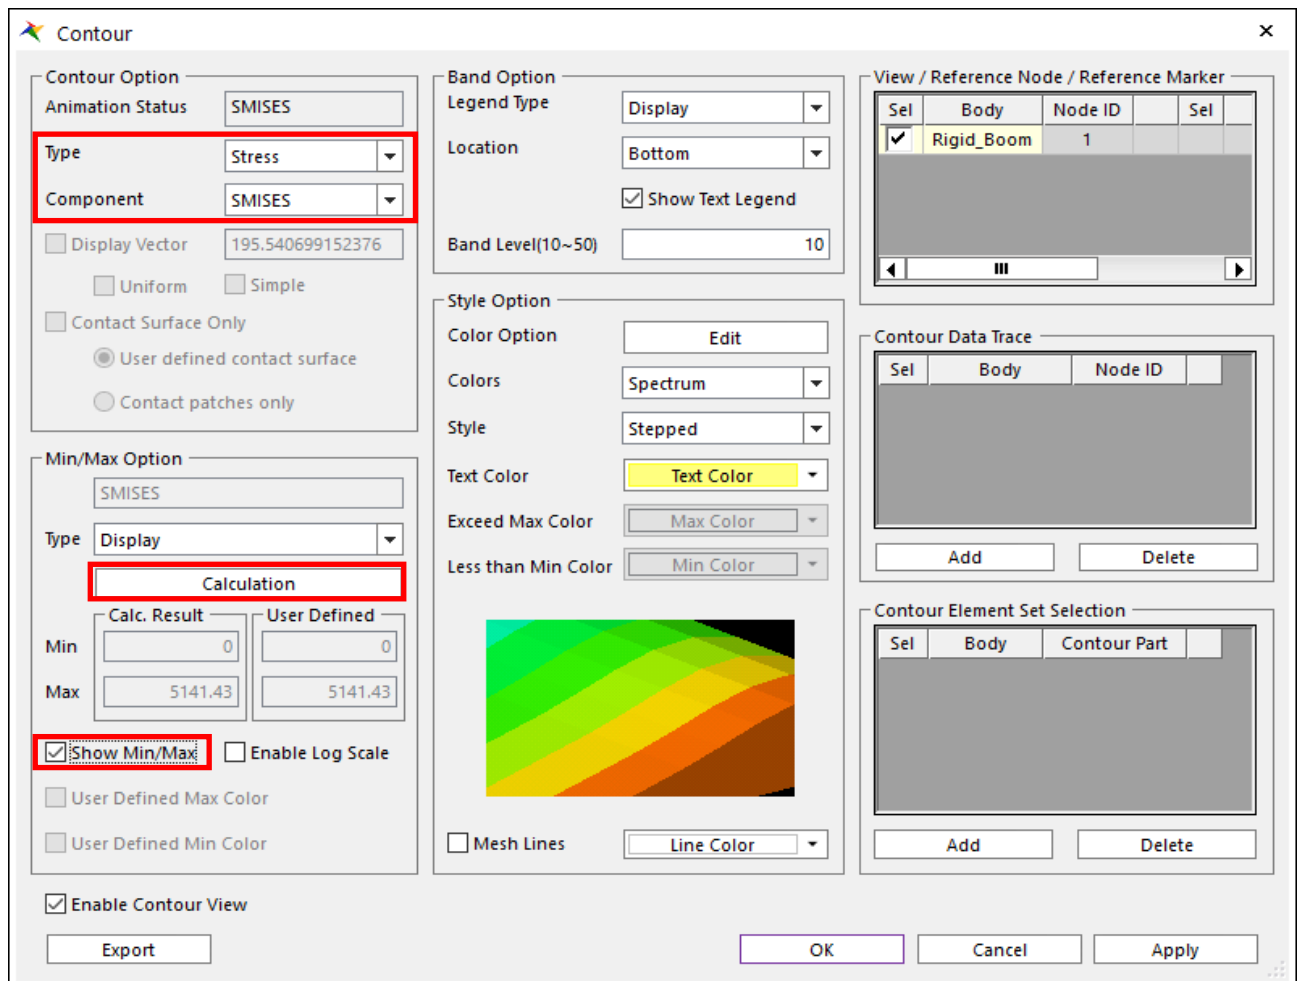 Contour
Contour Option
Animation Status SMISES
Type Stress
Component SMISES
Display Vector 195.540699152376
Uniform Simple
Contact Surface Only
User defined contact surface
Contact patches only
Min/Max Option
SMISES
Type Display
Calculation
Calc. Result User Defined
Min 0 0
Max 5141.43 5141.43
Show Min/Max Enable Log Scale
User Defined Max Color
User Defined Min Color
Enable Contour View
Export
Band Option
Legend Type Display
Location Bottom
Show Text Legend
Band Level(10~50) 10
Style Option
Color Option Edit
Colors Spectrum
Style Stepped
Text Color Text Color
Exceed Max Color Max Color
Less than Min Color Min Color
Mesh Lines Line Color
View / Reference Node / Reference Marker
Sel Body Node ID Sel
Rigid_Boom 1
Contour Data Trace
Sel Body Node ID
Add Delete
Contour Element Set Selection
Sel Body Contour Part
Add Delete
OK Cancel Apply